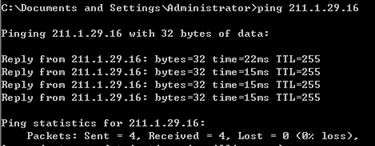 C:\Documents and Settings\Administrator>ping 211.1.29.16
Pinging 211.1.29.16 with 32 bytes of data:
Reply from 211.1.29.16: bytes=32 time=22ms TTL=255
Reply from 211.1.29.16: bytes=32 time=15ms TTL=255
Reply from 211.1.29.16: bytes=32 time=15ms TTL=255
Reply from 211.1.29.16: bytes=32 time=15ms TTL=255
Ping statistics for 211.1.29.16:
Packets: Sent = 4, Received = 4, Lost = 0 (0% loss),